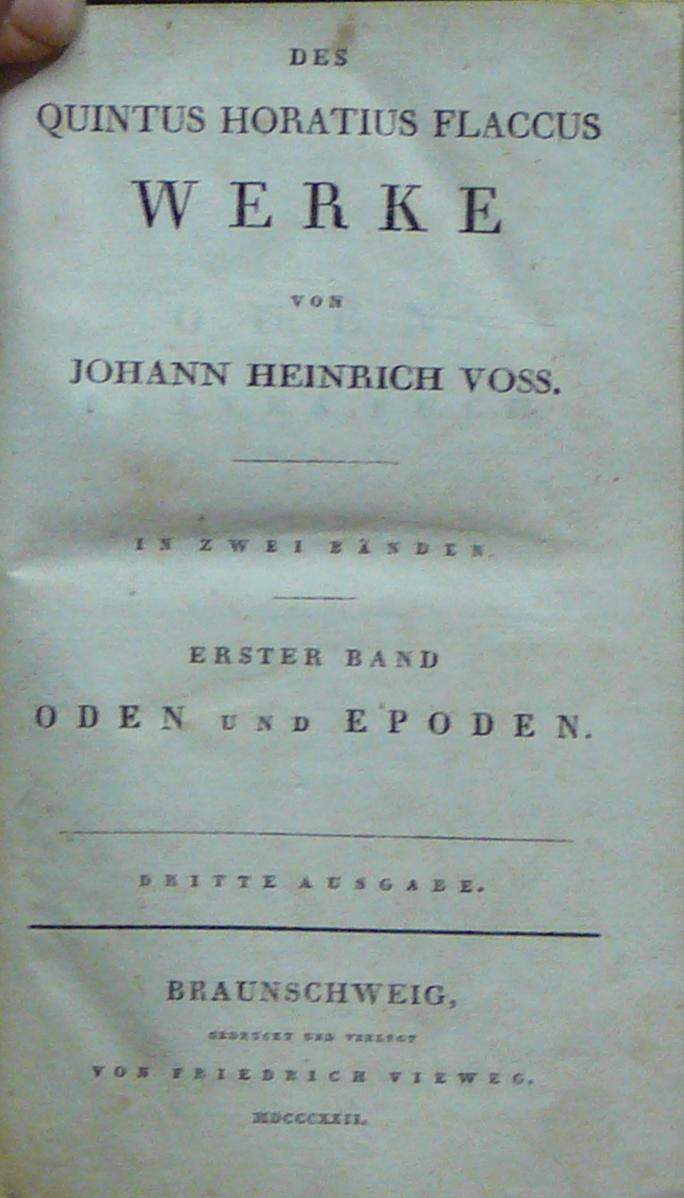 DES
QUINTUS HORATIUS FLACCUS
WERKE
VON
JOHANN HEINRICH VOSS.
IN ZWEI BÄNDEN.
ERSTER BAND
ODEN UND EPODEN.
DRITTE AUSGABE.
BRAUNSCHWEIG,
GEDRUCKT UND VERLEGT
VON FRIEDRICH VIEWEG.
MDCCCXXII.